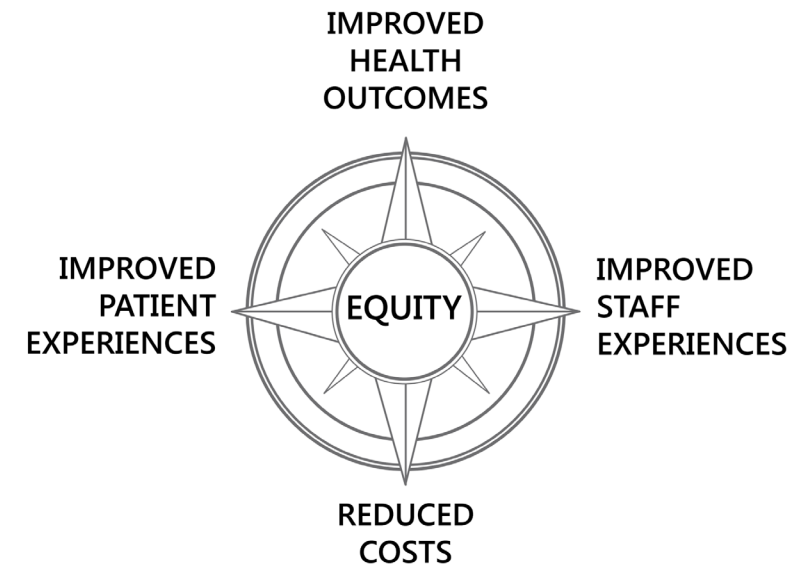 IMPROVED
HEALTH
OUTCOMES
IMPROVED
PATIENT
EXPERIENCES
EQUITY
IMPROVED
STAFF
EXPERIENCES
REDUCED
COSTS